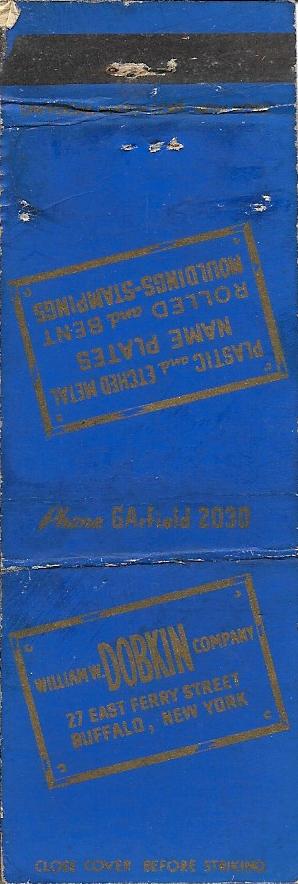 PLASTIC and ETCHED METAL
NAME PLATES
ROLLED and BENT
MOULDINGS-STAMPINGS
Phone GArfield 2030
WILLIAM W. DOBKIN COMPANY
27 EAST FERRY STREET
BUFFALO, NEW YORK
CLOSE COVER BEFORE STRIKING